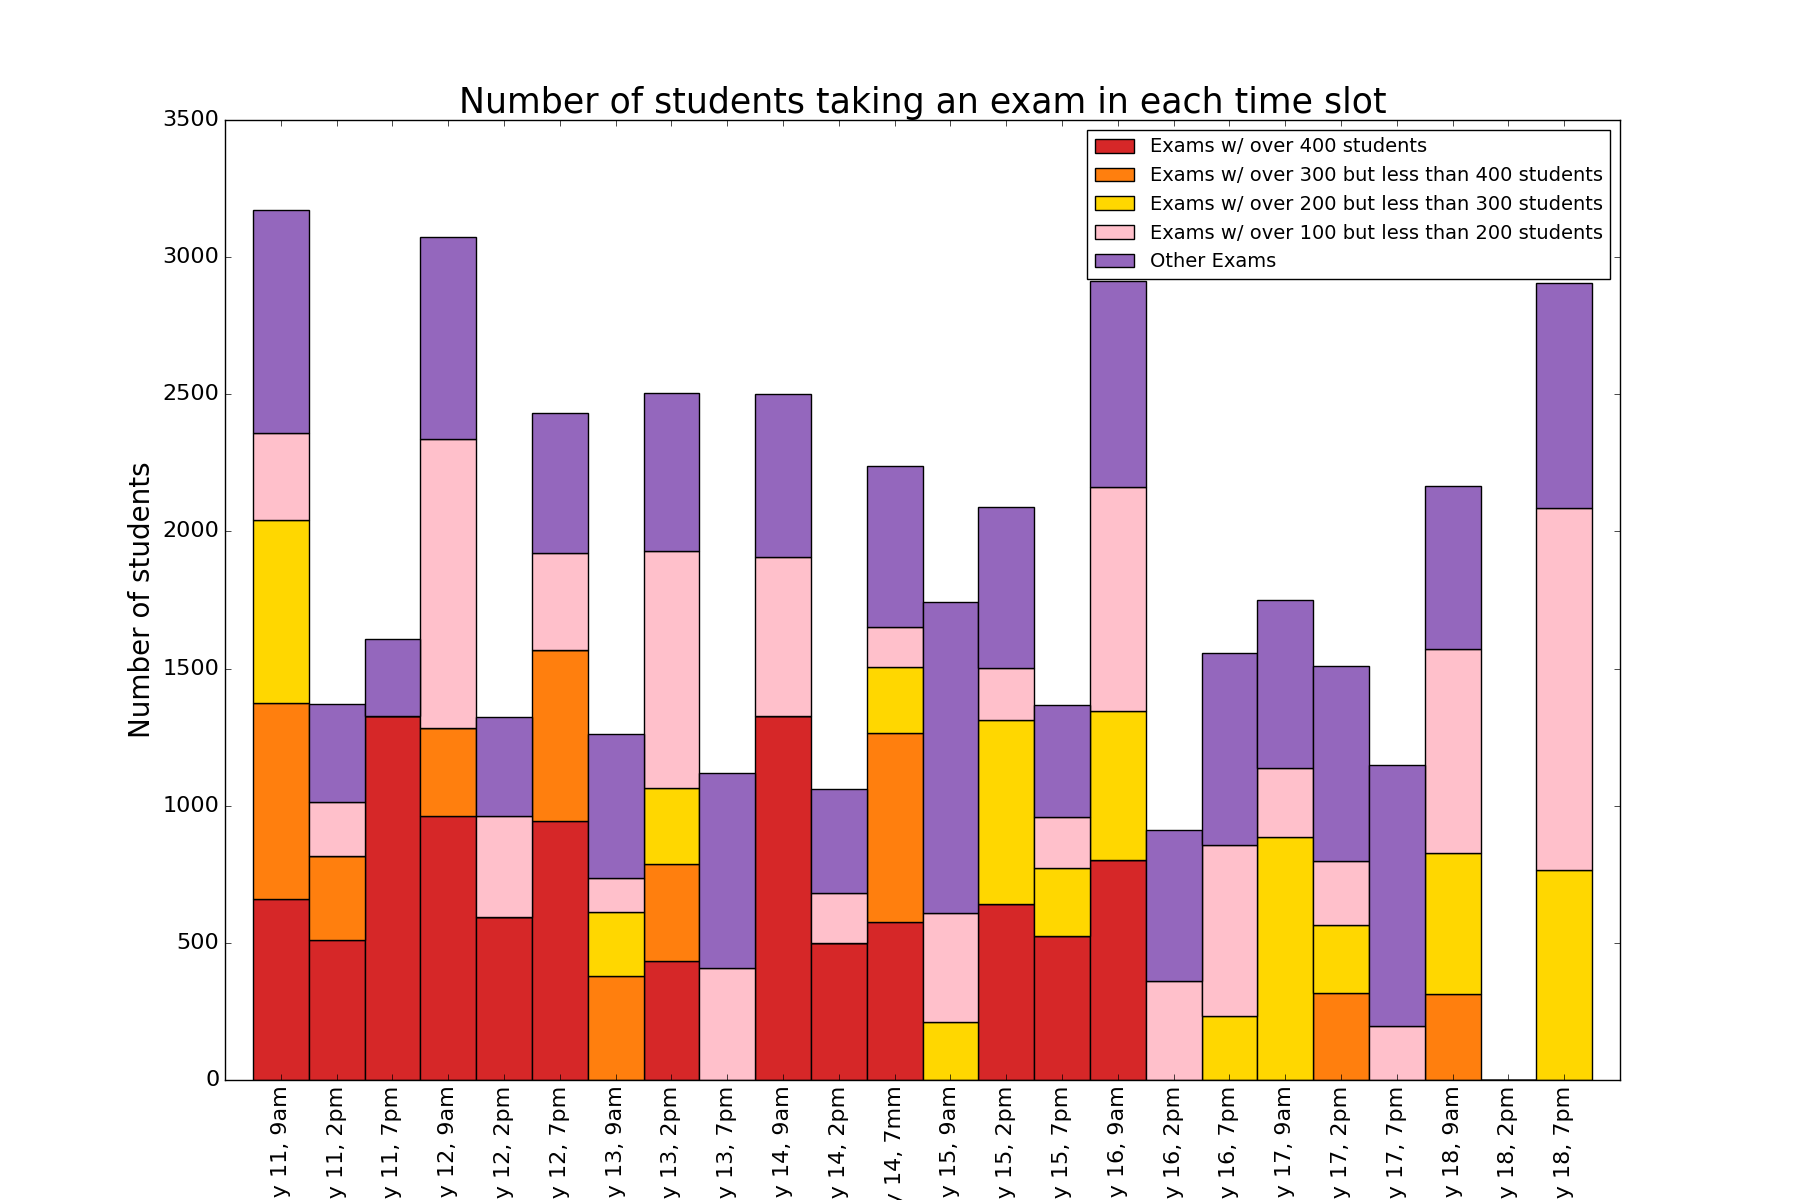 Number of students taking an exam in each time slot
Exams w/ over 400 students
Exams w/ over 300 but less than 400 students
Exams w/ over 200 but less than 300 students
Exams w/ over 100 but less than 200 students
Other Exams
Number of students
3500
3000
2500
2000
1500
1000
500
0
y 11, 9am
y 11, 2pm
y 11, 7pm
y 12, 9am
y 12, 2pm
y 12, 7pm
y 13, 9am
y 13, 2pm
y 13, 7pm
y 14, 9am
y 14, 2pm
y 14, 7mm
y 15, 9am
y 15, 2pm
y 15, 7pm
y 16, 9am
y 16, 2pm
y 16, 7pm
y 17, 9am
y 17, 2pm
y 17, 7pm
y 18, 9am
y 18, 2pm
y 18, 7pm